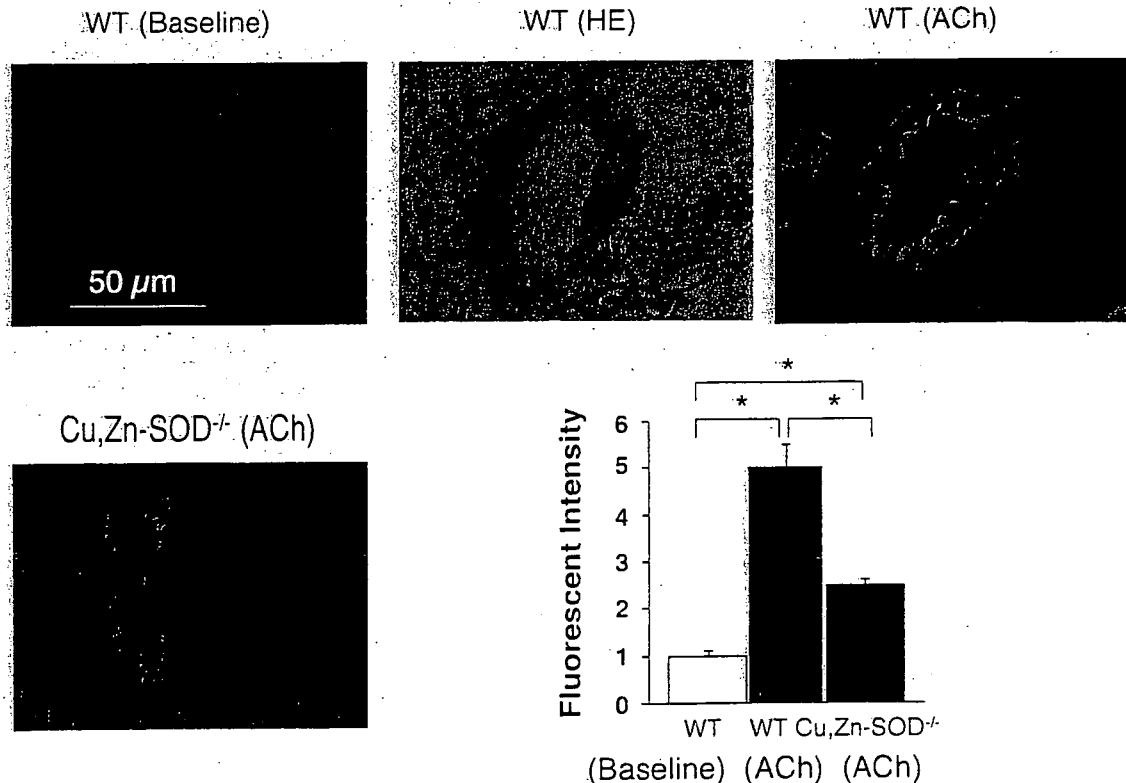 WT (Baseline)
WT (HE)
WT (ACh)
50 µm
Cu,Zn-SOD-/- (ACh)
* 
* *
Fluorescent Intensity
6
5
4
3
2
1
0
WT WT Cu,Zn-SOD-/-
(Baseline) (ACh) (ACh)